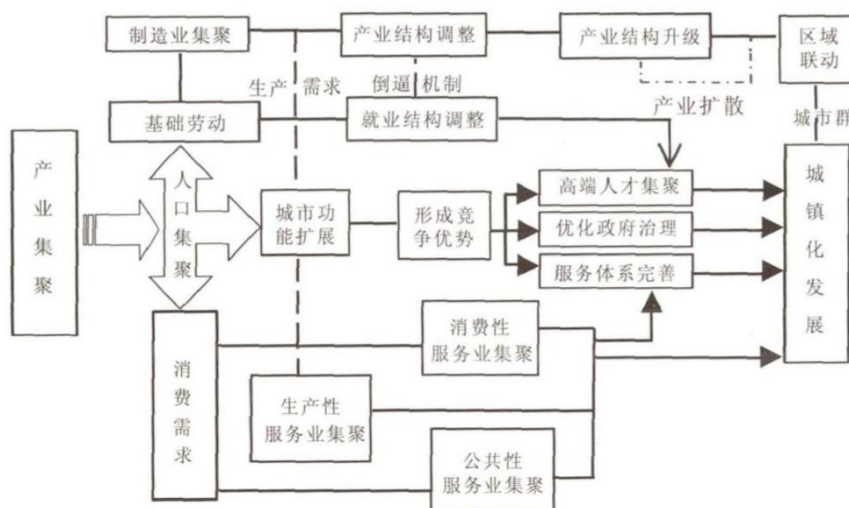 制造业集聚
产业结构调整
产业结构升级
区域
联动
生产 需求
倒逼 机制
产业扩散
城市群
基础劳动
就业结构调整
产业集聚
人口集聚
城市功
能扩展
形成竞
争优势
高端人才集聚
优化政府治理
服务体系完善
城镇化发展
消费需求
消费性
服务业集聚
生产性
服务业集聚
公共性
服务业集聚